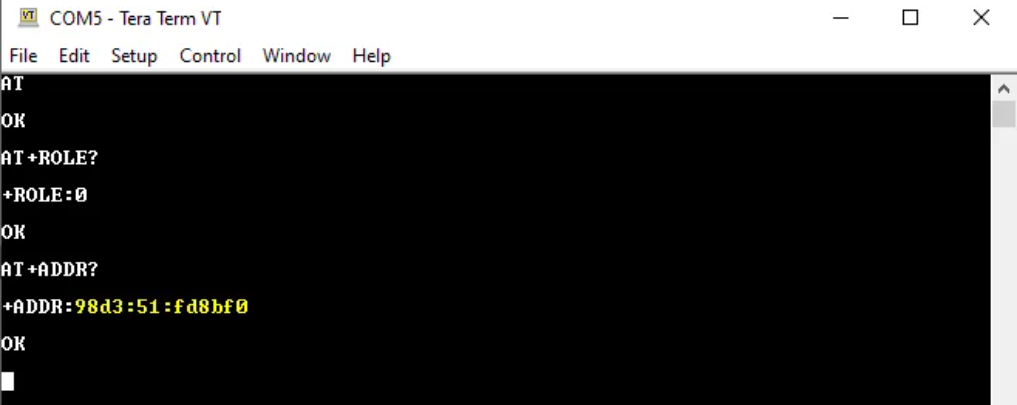 COM5 - Tera Term VT
File Edit Setup Control Window Help
AT
OK
AT+ROLE?
+ROLE:0
OK
AT+ADDR?
+ADDR:98d3:51:fd8bf0
OK